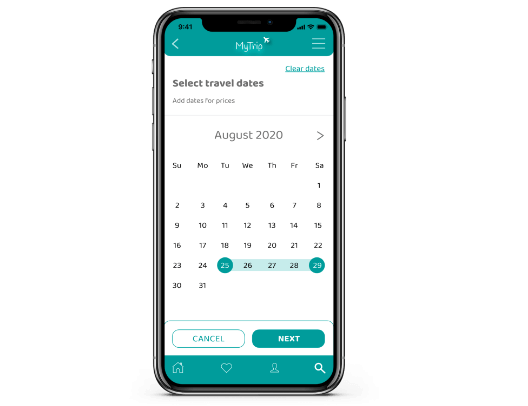 9:41
MyTrip
Clear dates
Select travel dates
Add dates for prices
August 2020
Su Mo Tu We Th Fr Sa
1
2 3 4 5 6 7 8
9 10 11 12 13 14 15
16 17 18 19 20 21 22
23 24 25 26 27 28 29
30 31
CANCEL NEXT